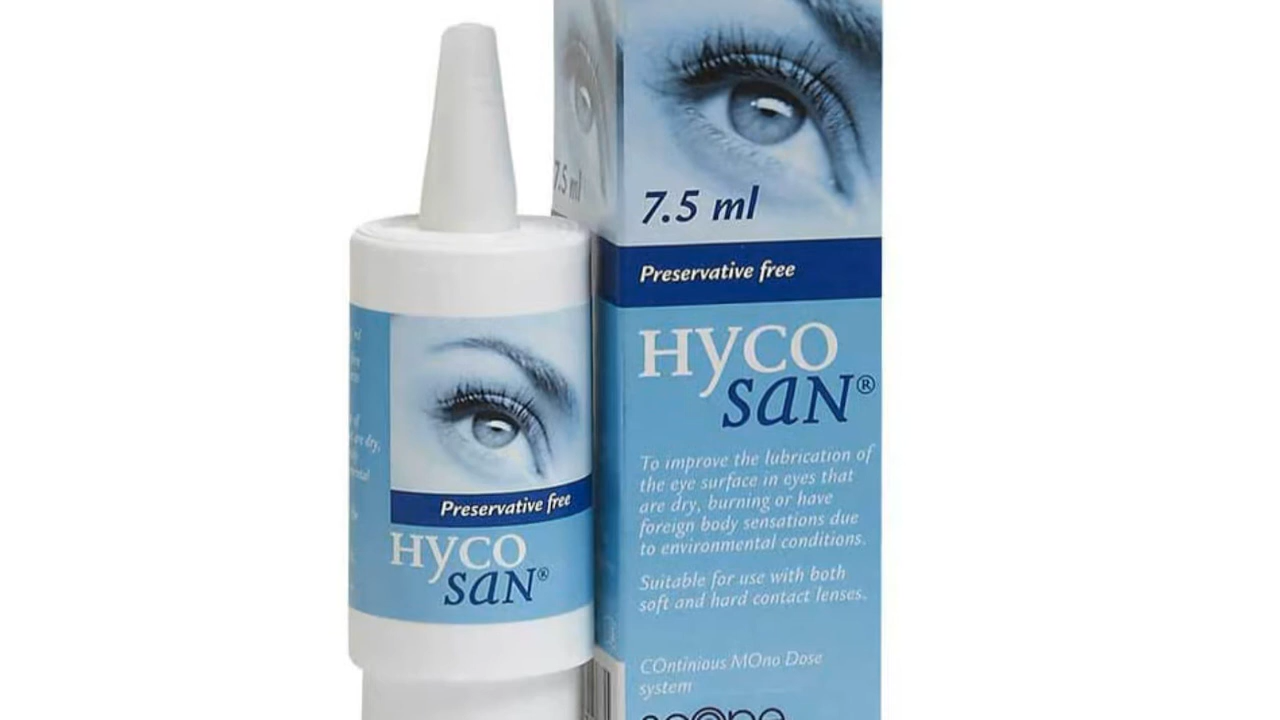 7.5 ml
7.5 ml
Preservative free
HYCO
SAN®
To improve the lubrication of
the eye surface in eyes that
are dry, burning or have
foreign body sensations due
to environmental conditions.
Suitable for use with both
soft and hard contact lenses.
COntinious MOno Dose
system
scope
Preservative free
HYCO
SAN®